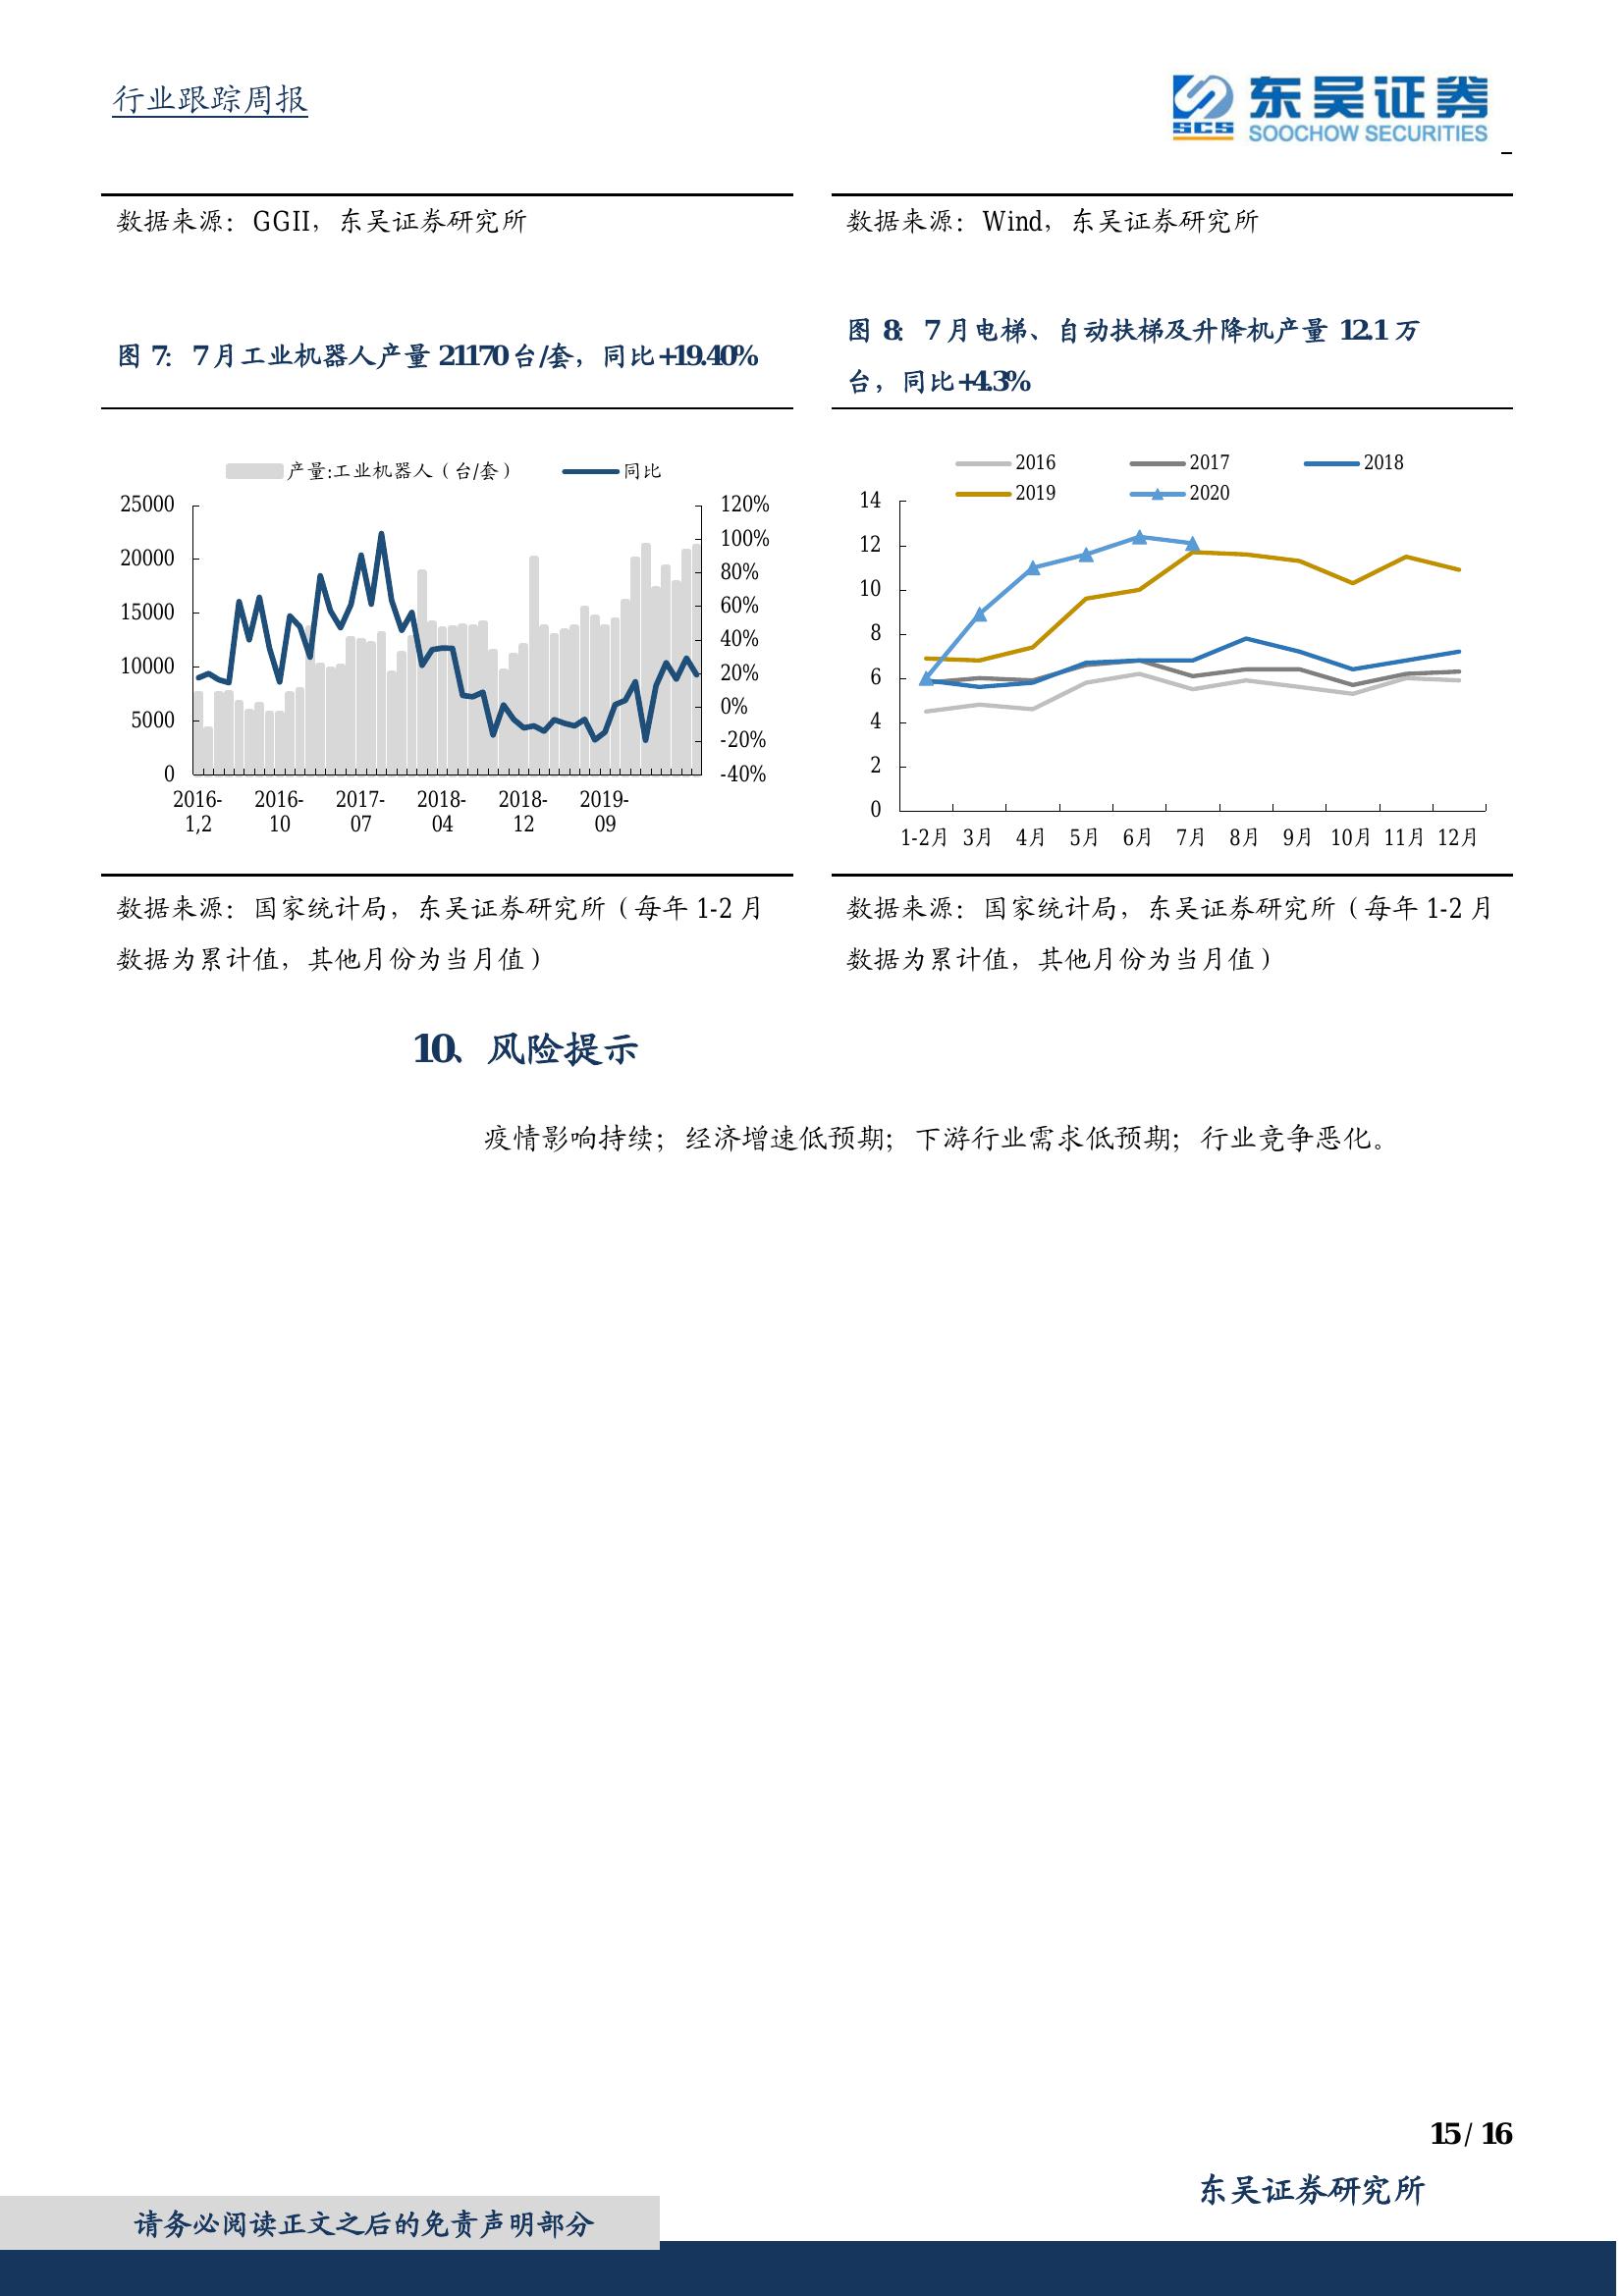 行业跟踪周报
东吴证券
SCS
SOOCHOW SECURITIES
数据来源：GGII，东吴证券研究所
数据来源：Wind，东吴证券研究所
图 7： 7 月工业机器人产量 21170 台/套，同比+19.40%
图 8： 7 月电梯、自动扶梯及升降机产量 12.1 万
台，同比+4.3%
产量:工业机器人（台/套） 同比
25000
20000
15000
10000
5000
0
120%
100%
80%
60%
40%
20%
0%
-20%
-40%
2016-1,2 2016-10 2017-07 2018-04 2018-12 2019-09
2016 2017 2018
2019 2020
14
12
10
8
6
4
2
0
1-2月 3月 4月 5月 6月 7月 8月 9月 10月 11月 12月
数据来源：国家统计局，东吴证券研究所（每年 1-2 月
数据为累计值，其他月份为当月值）
数据来源：国家统计局，东吴证券研究所（每年 1-2 月
数据为累计值，其他月份为当月值）
10、风险提示
疫情影响持续；经济增速低预期；下游行业需求低预期；行业竞争恶化。
15 / 16
东吴证券研究所
请务必阅读正文之后的免责声明部分